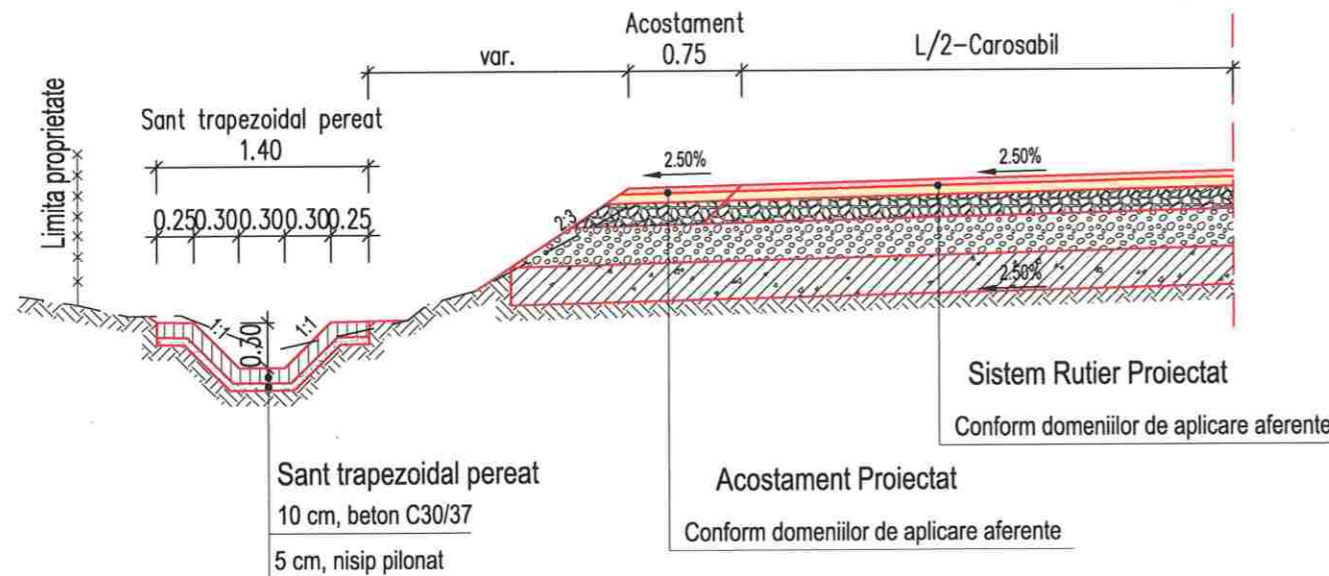 Acostament
0.75
L/2-Carosabil
var.
Limita proprietate
Sant trapezoidal pereat
1.40
0.25 0.30 0.30 0.30 0.25
2.50%
2.50%
2:3
2.50%
1:1
1:1
0.30
Sistem Rutier Proiectat
Conform domeniilor de aplicare aferente
Sant trapezoidal pereat
10 cm, beton C30/37
5 cm, nisip pilonat
Acostament Proiectat
Conform domeniilor de aplicare aferente